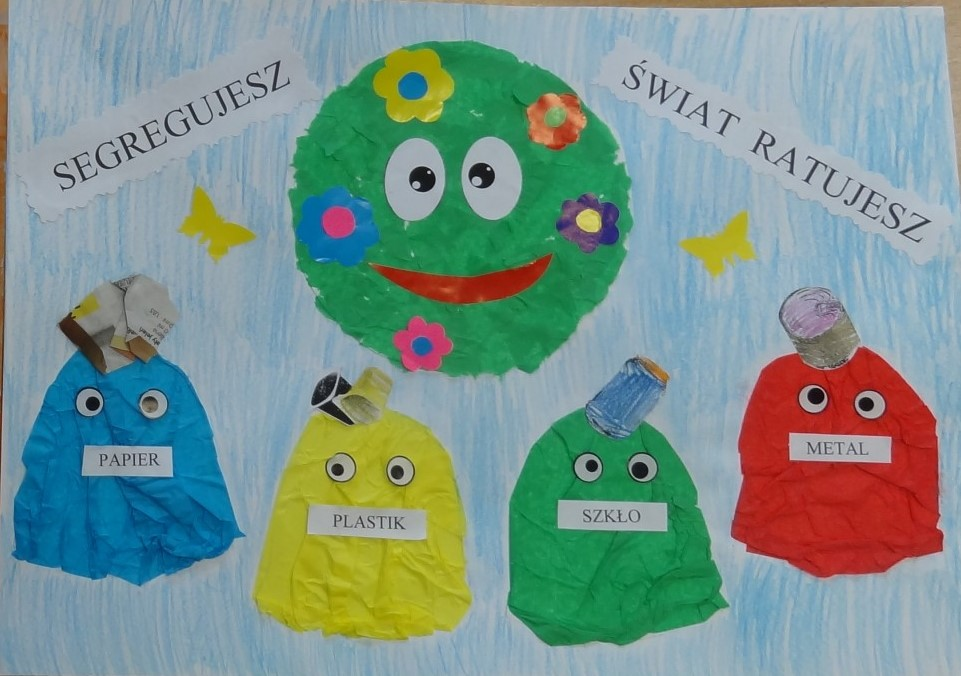 SEGREGUJESZ
ŚWIAT RATUJESZ
PAPIER
PLASTIK
SZKŁO
METAL